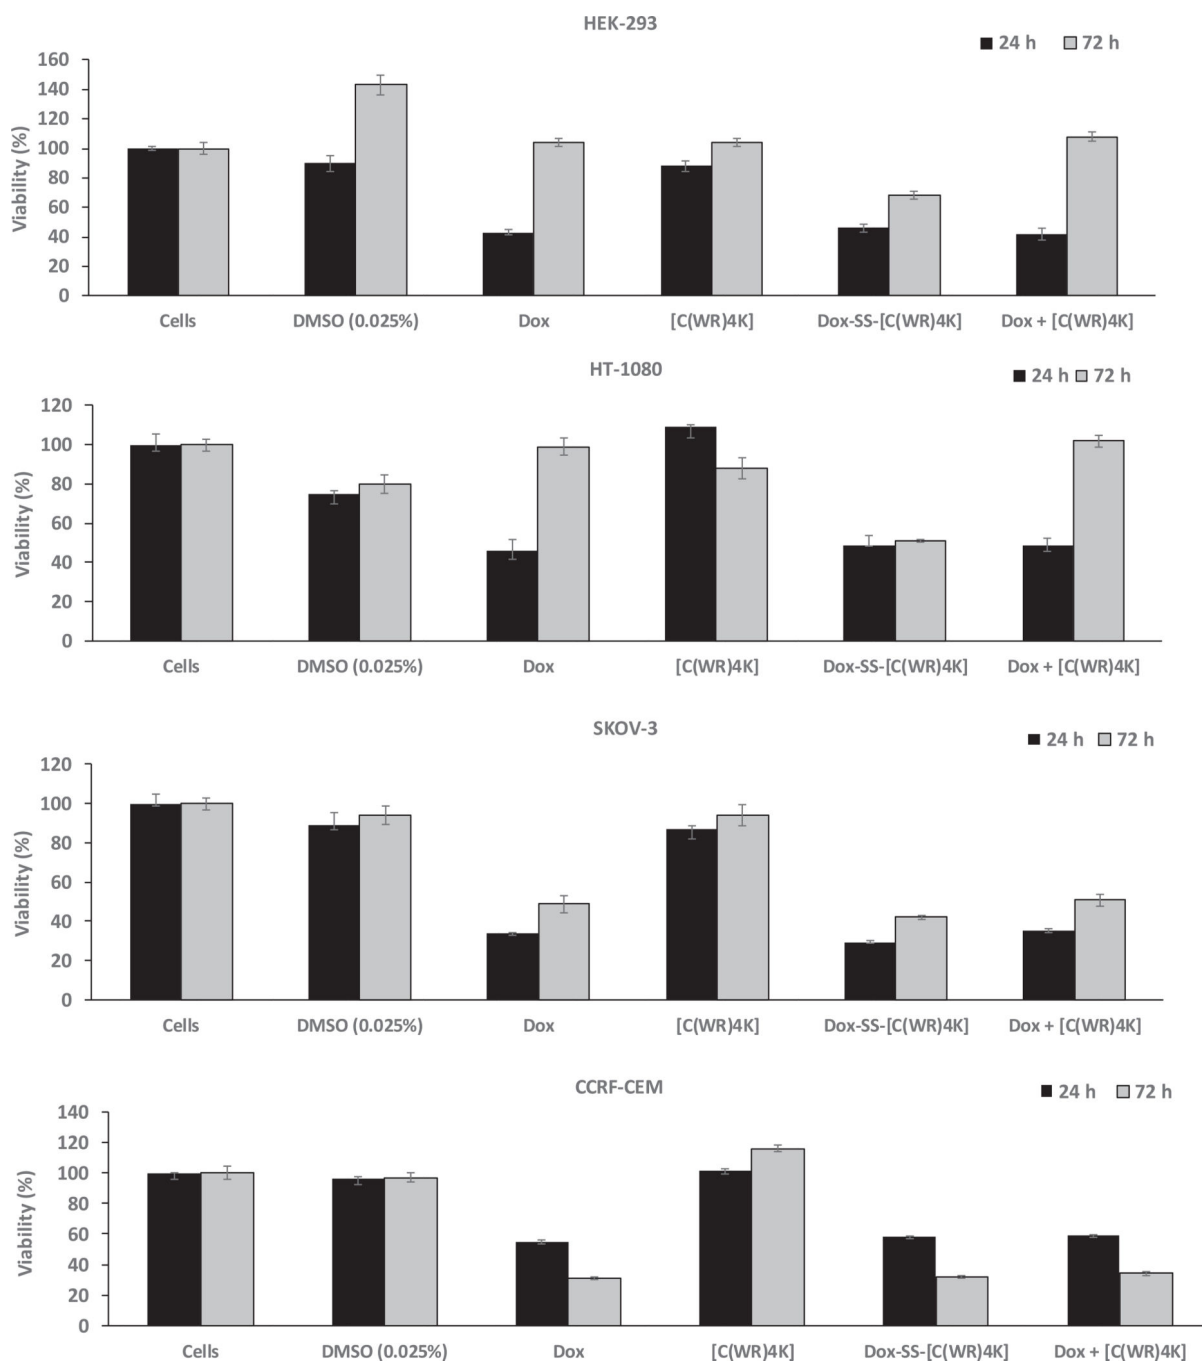 HEK-293
24 h 72 h
Viability (%)
160
140
120
100
80
60
40
20
0
Cells DMSO (0.025%) Dox [C(WR)4K] Dox-SS-[C(WR)4K] Dox + [C(WR)4K]
HT-1080
24 h 72 h
Viability (%)
120
100
80
60
40
20
0
Cells DMSO (0.025%) Dox [C(WR)4K] Dox-SS-[C(WR)4K] Dox + [C(WR)4K]
SKOV-3
24 h 72 h
Viability (%)
120
100
80
60
40
20
0
Cells DMSO (0.025%) Dox [C(WR)4K] Dox-SS-[C(WR)4K] Dox + [C(WR)4K]
CCRF-CEM
24 h 72 h
Viability (%)
140
120
100
80
60
40
20
0
Cells DMSO (0.025%) Dox [C(WR)4K] Dox-SS-[C(WR)4K] Dox + [C(WR)4K]